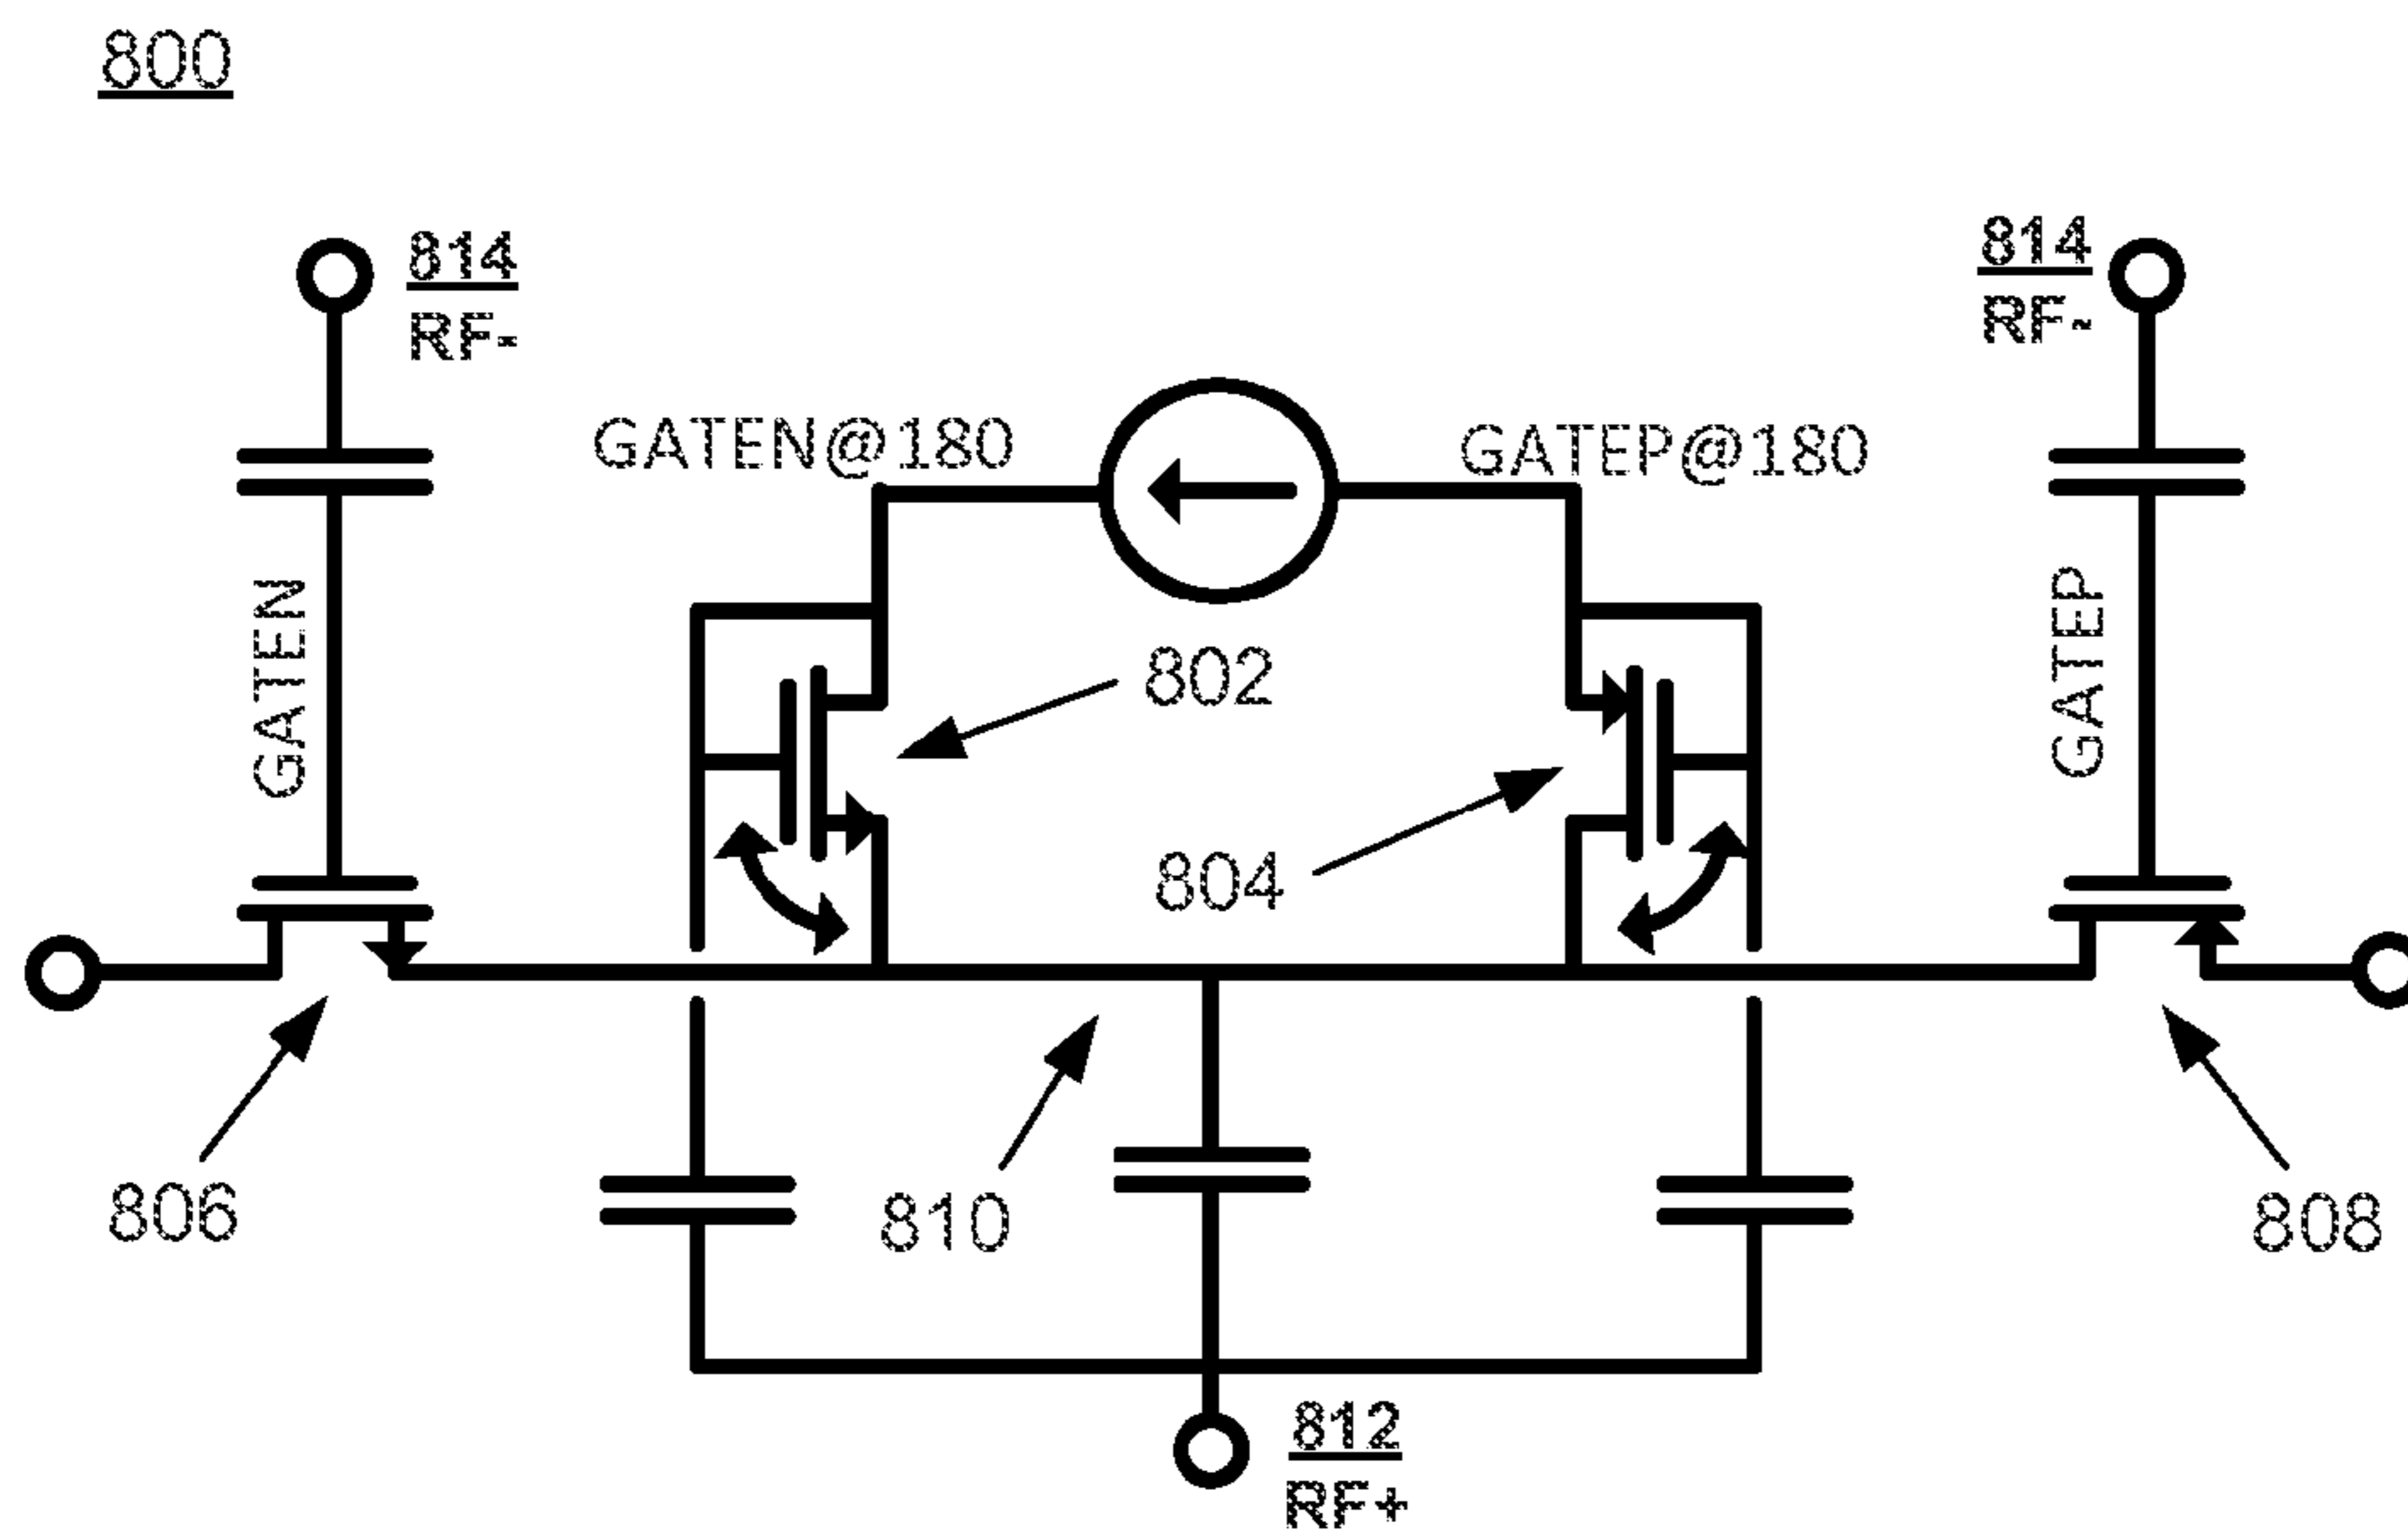 800
814
RF-
814
RF-
GATEN@180
GATEP@180
GATEN
GATEP
802
804
806
810
808
812
RF+